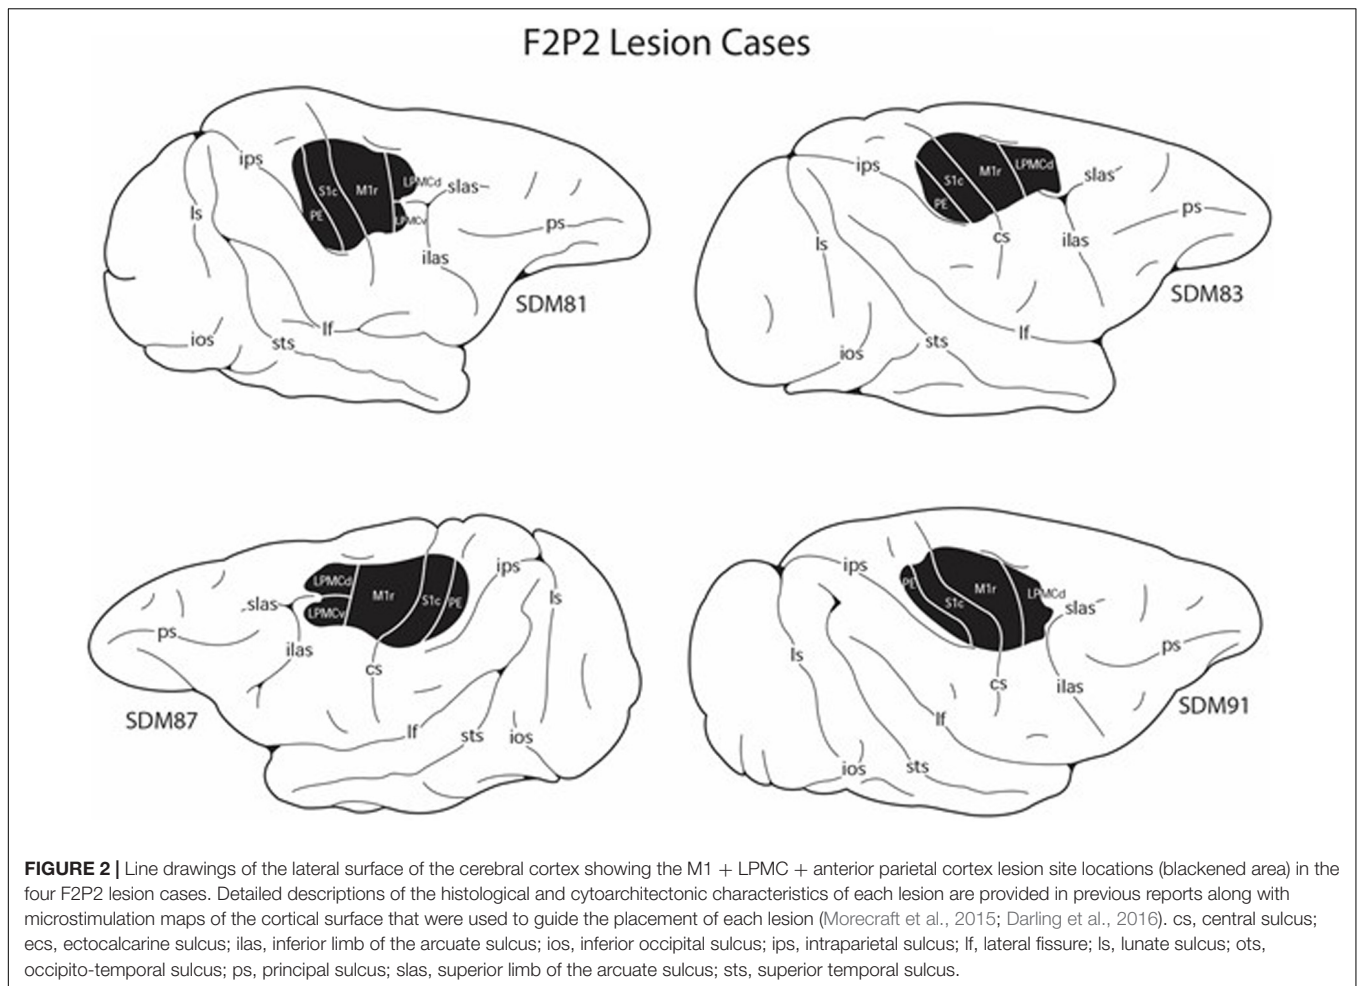 F2P2 Lesion Cases
ips
S1c
M1r
LPMCd
slas
PE
LPMCv
ls
ps
ilas
SDM81
lf
ios
sts
ips
LPMCd
M1r
S1c
slas
PE
ps
cs
ilas
ls
SDM83
lf
sts
ios
ips
LPMCd
M1r
S1c
PE
ls
slas
LPMCv
ps
ilas
cs
SDM87
lf
sts
ios
ips
PE
M1r
S1c
LPMCd
slas
ps
ls
cs
ilas
SDM91
lf
ios
sts
FIGURE 2 | Line drawings of the lateral surface of the cerebral cortex showing the M1 + LPMC + anterior parietal cortex lesion site locations (blackened area) in the
four F2P2 lesion cases. Detailed descriptions of the histological and cytoarchitectonic characteristics of each lesion are provided in previous reports along with
microstimulation maps of the cortical surface that were used to guide the placement of each lesion (Morecraft et al., 2015; Darling et al., 2016). cs, central sulcus;
ecs, ectocalcarine sulcus; ilas, inferior limb of the arcuate sulcus; ios, inferior occipital sulcus; ips, intraparietal sulcus; lf, lateral fissure; ls, lunate sulcus; ots,
occipito-temporal sulcus; ps, principal sulcus; slas, superior limb of the arcuate sulcus; sts, superior temporal sulcus.